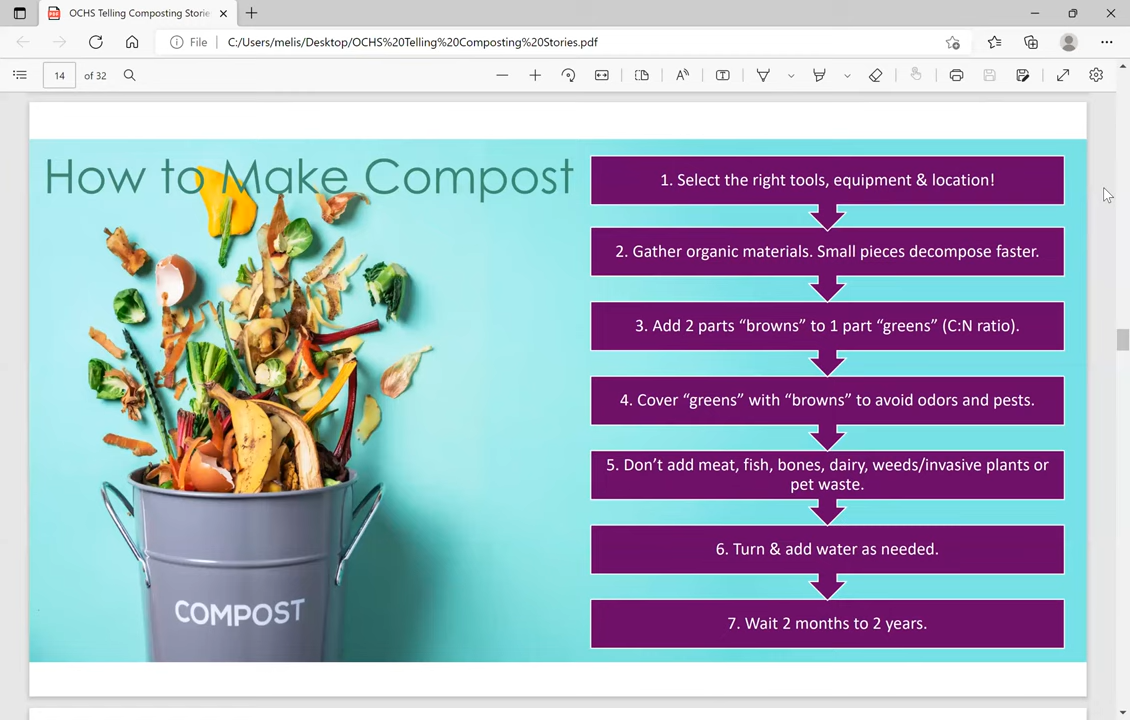 OCHS Telling Composting Storie
File
C:/Users/melis/Desktop/OCHS%20Telling%20Composting%20Stories.pdf
14 of 32
How to Make Compost
1. Select the right tools, equipment & location!
2. Gather organic materials. Small pieces decompose faster.
3. Add 2 parts “browns” to 1 part “greens” (C:N ratio).
4. Cover “greens” with “browns” to avoid odors and pests.
5. Don’t add meat, fish, bones, dairy, weeds/invasive plants or
pet waste.
6. Turn & add water as needed.
7. Wait 2 months to 2 years.
COMPOST